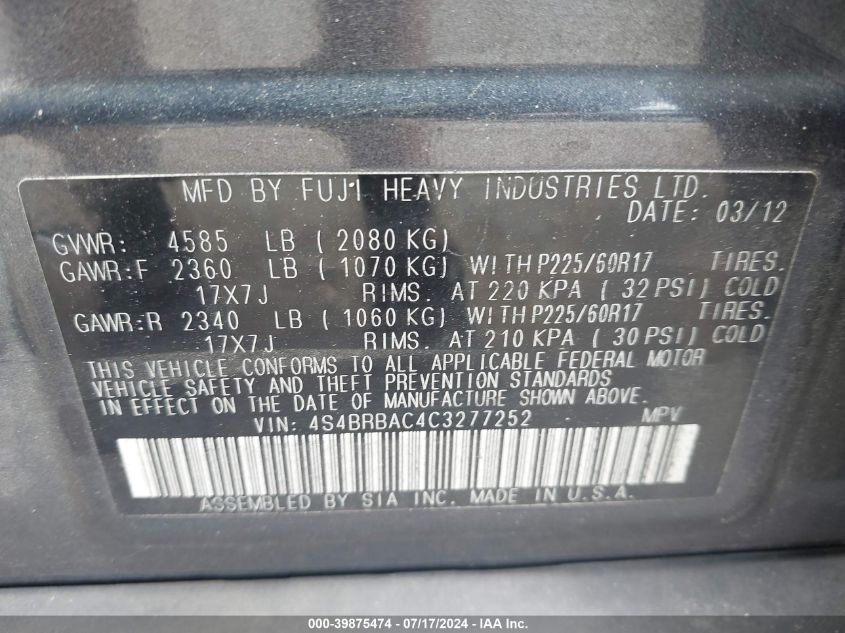 MFD BY FUJI HEAVY INDUSTRIES LTD.
DATE: 03/12
GVWR: 4585 LB ( 2080 KG)
GAWR:F 2360 LB ( 1070 KG) WITH P225/60R17 TIRES.
17X7J RIMS. AT 220 KPA ( 32 PSI) COLD
GAWR:R 2340 LB ( 1060 KG) WITH P225/60R17 TIRES.
17X7J RIMS. AT 210 KPA ( 30 PSI) COLD
THIS VEHICLE CONFORMS TO ALL APPLICABLE FEDERAL MOTOR
VEHICLE SAFETY AND THEFT PREVENTION STANDARDS
IN EFFECT ON THE DATE OF MANUFACTURE SHOWN ABOVE.
VIN: 4S4BRBAC4C3277252 MPV
ASSEMBLED BY SIA INC. MADE IN U.S.A.
000-39875474 / 07/17/2024 - IAA Inc.